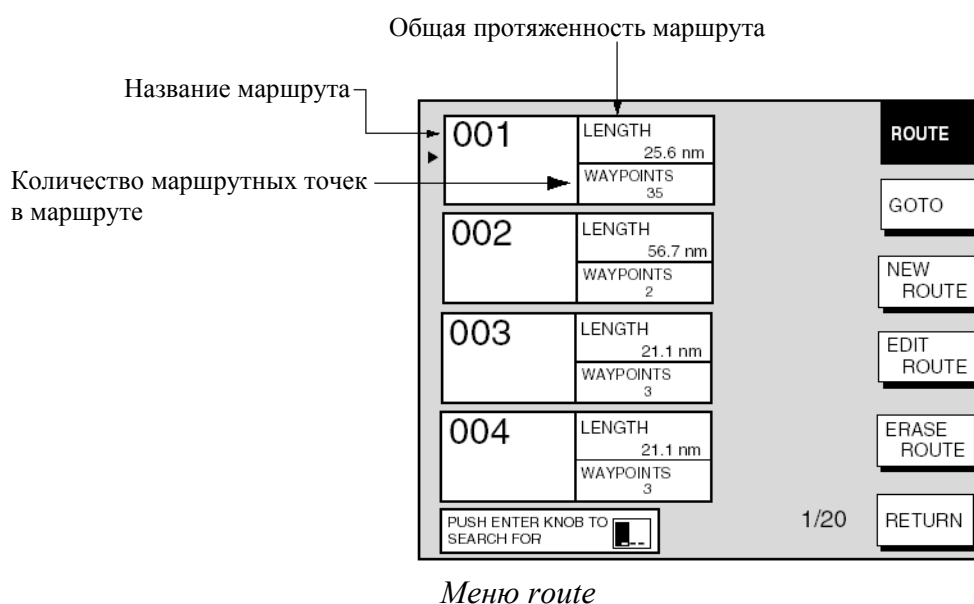 Общая протяженность маршрута
Название маршрута
Количество маршрутных точек
в маршруте
001
LENGTH
25.6 nm
WAYPOINTS
35
002
LENGTH
56.7 nm
WAYPOINTS
2
003
LENGTH
21.1 nm
WAYPOINTS
3
004
LENGTH
21.1 nm
WAYPOINTS
3
PUSH ENTER KNOB TO
SEARCH FOR
1/20
ROUTE
GOTO
NEW
ROUTE
EDIT
ROUTE
ERASE
ROUTE
RETURN
Меню route